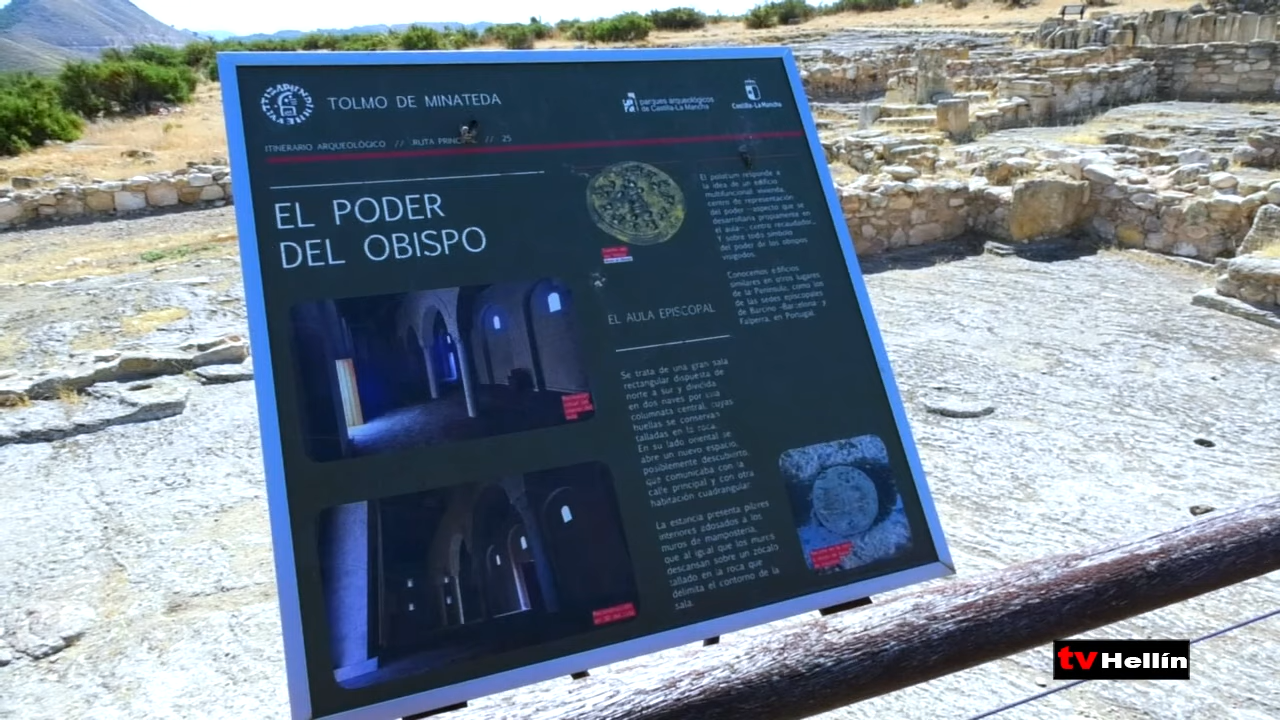 TOLMO DE MINATEDA
parques arqueológicos
de Castilla-La Mancha
Castilla-La Mancha
ITINERARIO ARQUEOLÓGICO // RUTA // 25
EL PODER
DEL OBISPO
El palatium responde a
la idea de un edificio
multifuncional: vivienda,
centro de representación
del poder -aspecto que se
desarrollaría propiamente en
el aula-, centro recaudador,
Y sobre todo símbolo
del poder de los obispos
visigodos.
Conocemos edificios
similares en otros lugares
de la Península, como los
de las sedes episcopales
de Barcino -Barcelona- y
Falperra, en Portugal.
EL AULA EPISCOPAL
Se trata de una gran sala
rectangular dispuesta de
norte a sur y dividida
en dos naves por una
columnata central, cuyas
huellas se conservan
talladas en la roca.
En su lado oriental se
abre un nuevo espacio,
posiblemente descubierto,
que comunicaba con la
calle principal y con otra
habitación cuadrangular.
La estancia presenta pilares
interiores adosados a los
muros de mampostería,
que al igual que los muros
descansan sobre un zócalo
tallado en la roca que
delimita el contorno de la
sala.
tvHellín